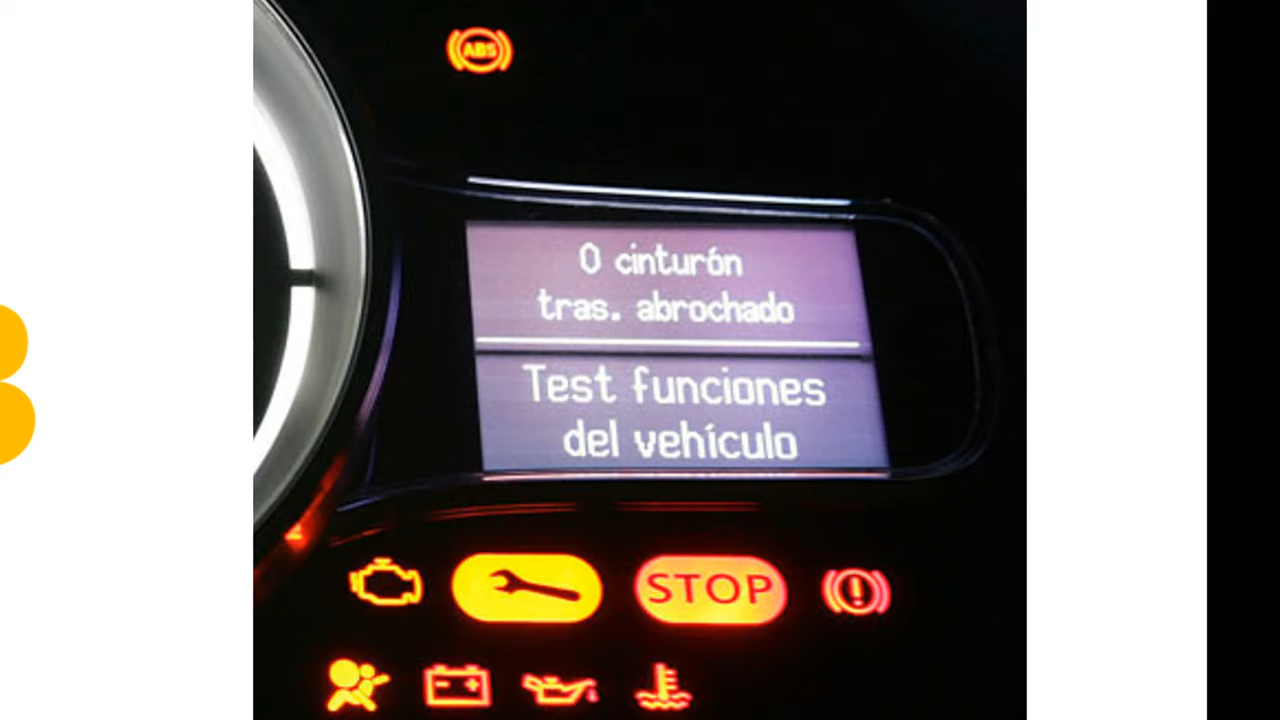 ABS
0 cinturón
tras. abrochado
Test funciones
del vehículo
STOP